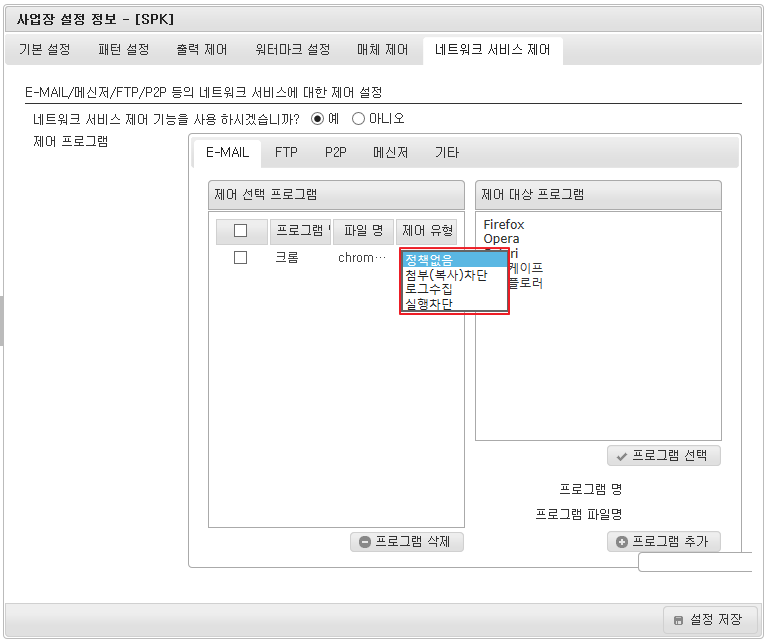 사업장 설정 정보 - [SPK]
기본 설정 패턴 설정 출력 제어 워터마크 설정 매체 제어 네트워크 서비스 제어
E-MAIL/메신저/FTP/P2P 등의 네트워크 서비스에 대한 제어 설정
네트워크 서비스 제어 기능을 사용 하시겠습니까? 예 아니오
제어 프로그램
E-MAIL FTP P2P 메신저 기타
제어 선택 프로그램
프로그램 파일 명 제어 유형
크롬 chrom…
정책없음
첨부(복사)차단
로그수집
실행차단
프로그램 삭제
제어 대상 프로그램
Firefox
Opera
ri
케이프
플로러
프로그램 선택
프로그램 명
프로그램 파일명
프로그램 추가
설정 저장